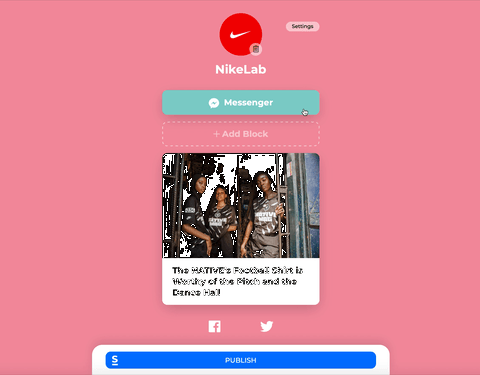 Settings
NikeLab
Messenger
+ Add Block
The NATIVE's Football Shirt is
Worthy of the Pitch and the
Dance Hall
S
PUBLISH